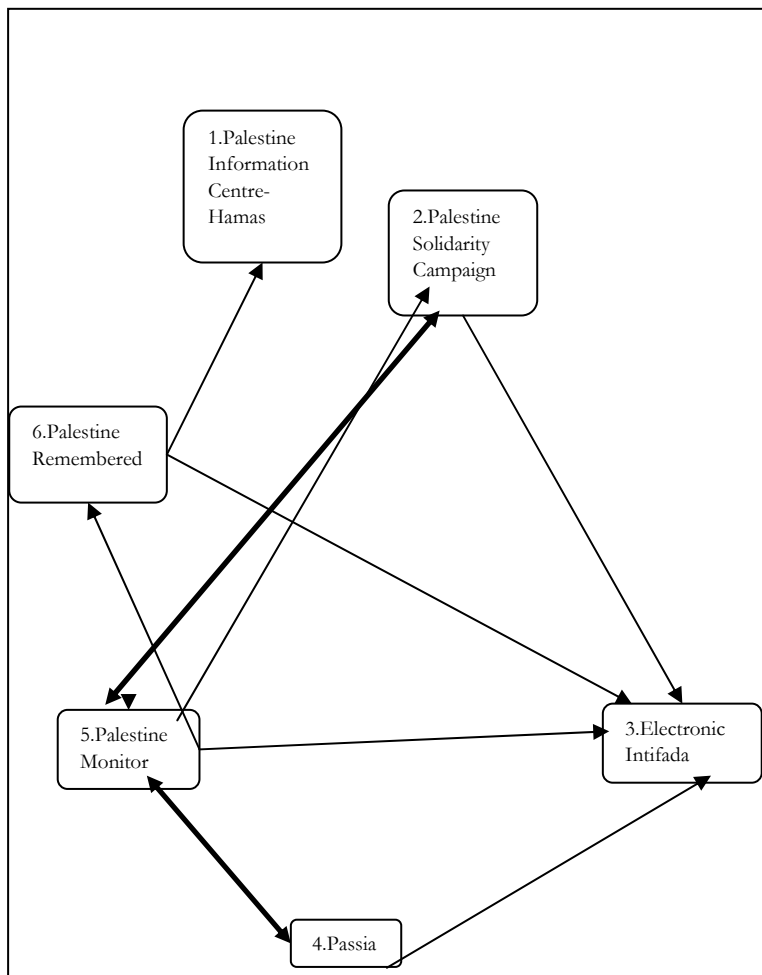 1.Palestine
Information
Centre-
Hamas
2.Palestine
Solidarity
Campaign
6.Palestine
Remembered
5.Palestine
Monitor
3.Electronic
Intifada
4.Passia